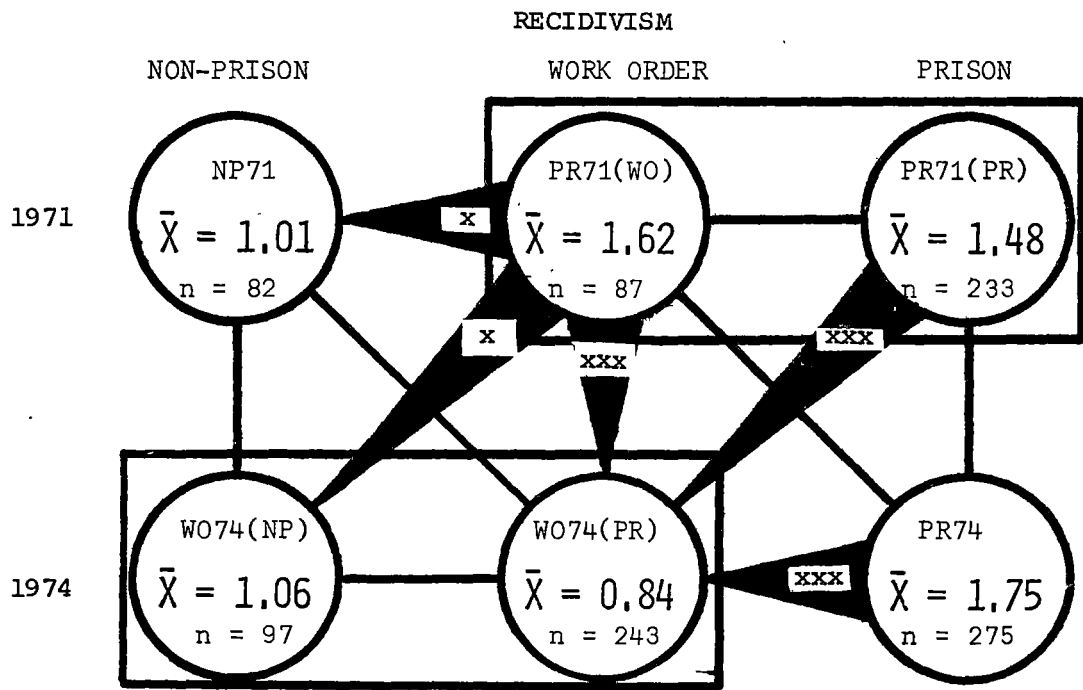 RECIDIVISM
NON-PRISON WORK ORDER PRISON
1971
NP71 PR71(WO) PR71(PR)
X̄ = 1.01 x X̄ = 1.62 X̄ = 1.48
n = 82 n = 87 n = 233
x xxx xxx
1974
WO74(NP) WO74(PR) PR74
X̄ = 1.06 X̄ = 0.84 xxx X̄ = 1.75
n = 97 n = 243 n = 275